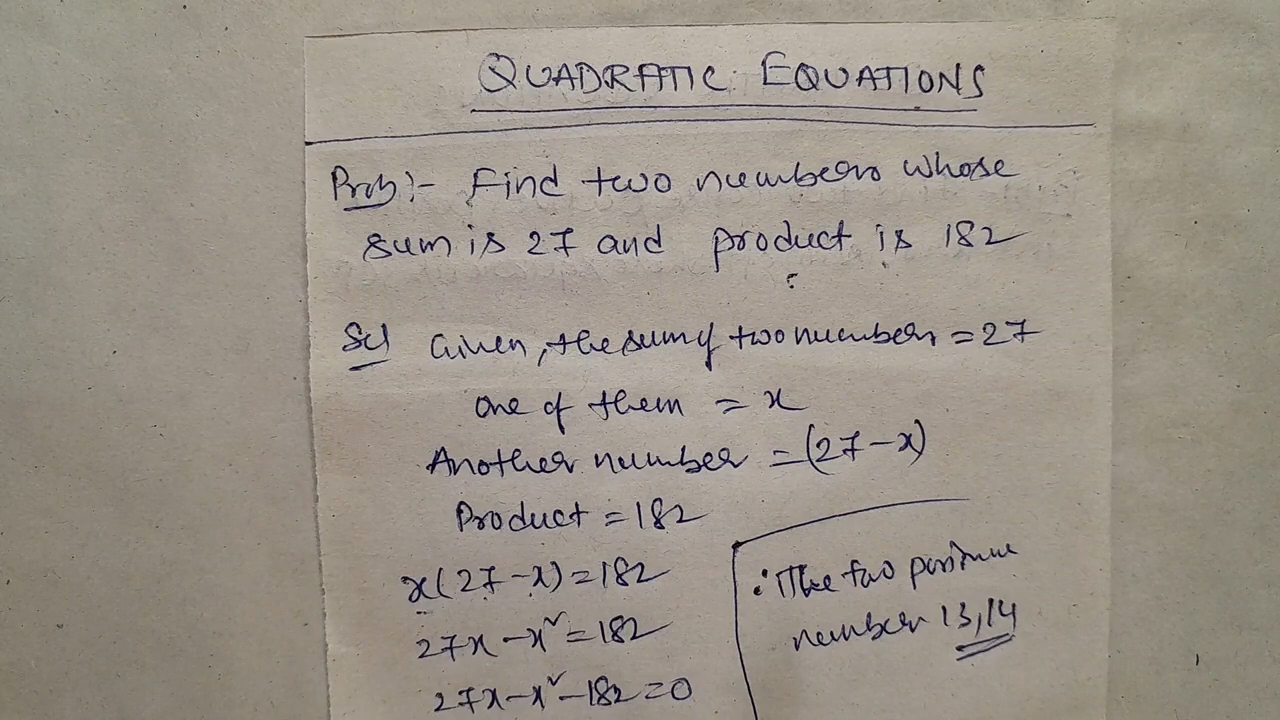 QUADRATIC EQUATIONS
Prob:- Find two numbers whose
sum is 27 and product is 182
Sol Given, the sum of two numbers = 27
one of them = x
Another number = (27-x)
Product = 182
x(27-x)=182
27x-x²=182
27x-x²-182=0
∴ The two positive
number 13,14